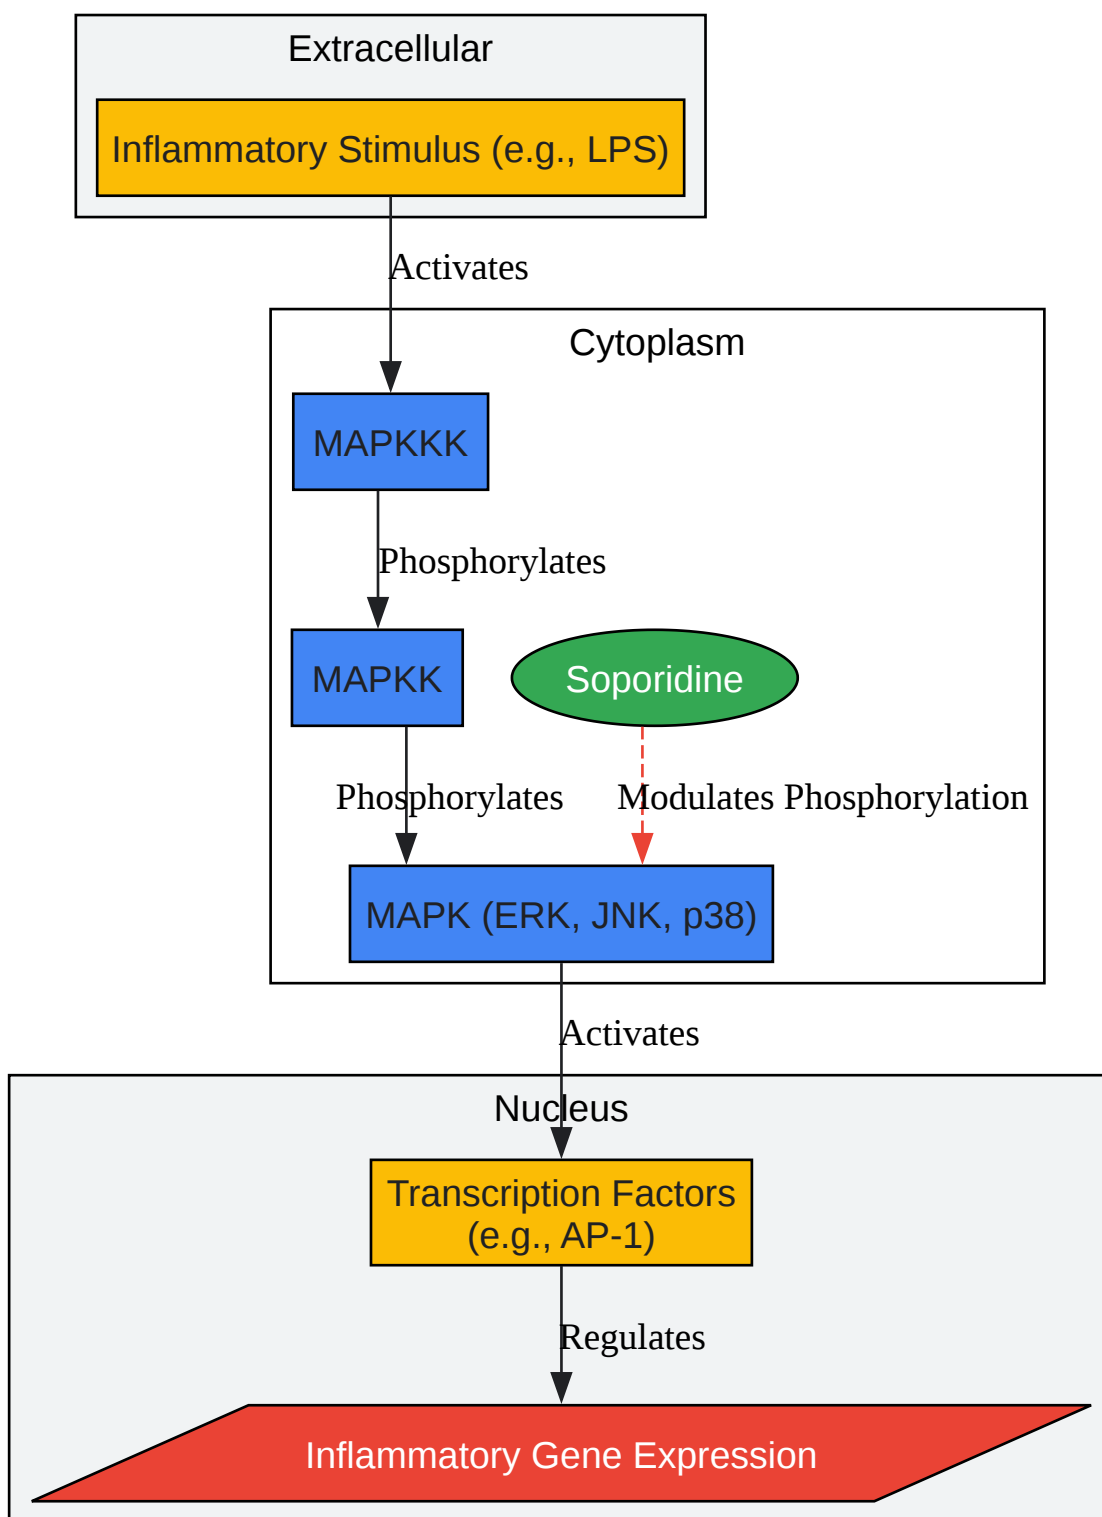 Extracellular
Inflammatory Stimulus (e.g., LPS)
Activates
Cytoplasm
MAPKKK
Phosphorylates
MAPKK
Soporidine
Phosphorylates
Modulates Phosphorylation
MAPK (ERK, JNK, p38)
Activates
Nucleus
Transcription Factors
(e.g., AP-1)
Regulates
Inflammatory Gene Expression